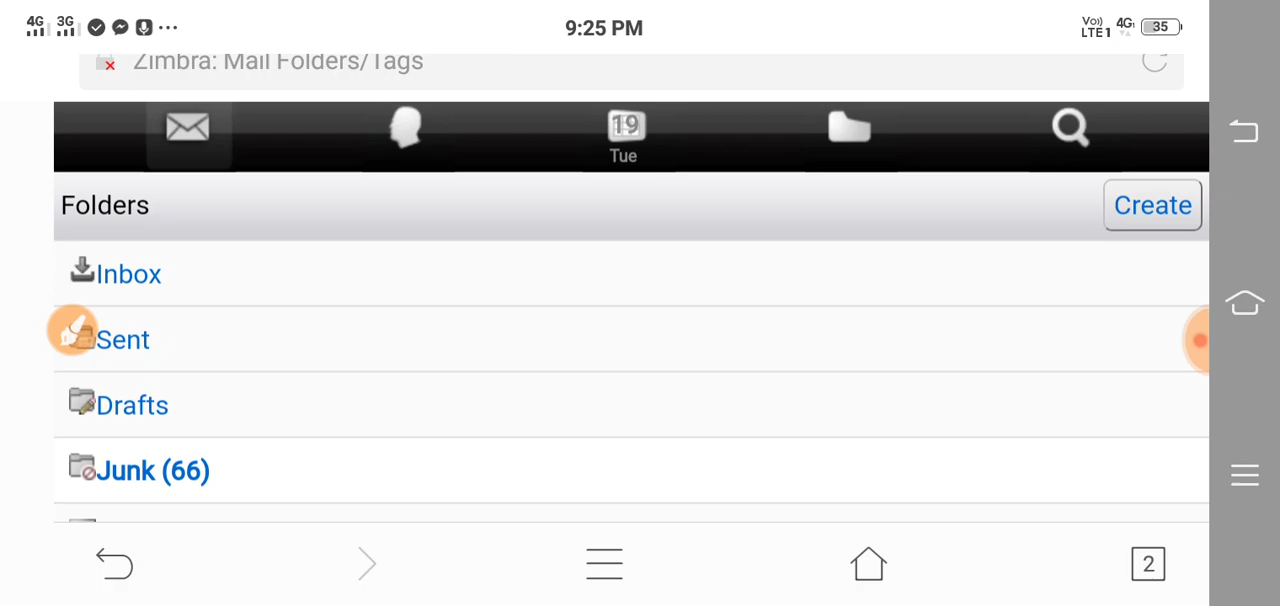 4G 3G 9:25 PM Vo)) LTE1 4G 35
Zimbra: Mail Folders/Tags
19
Tue
Folders Create
Inbox
Sent
Drafts
Junk (66)
2